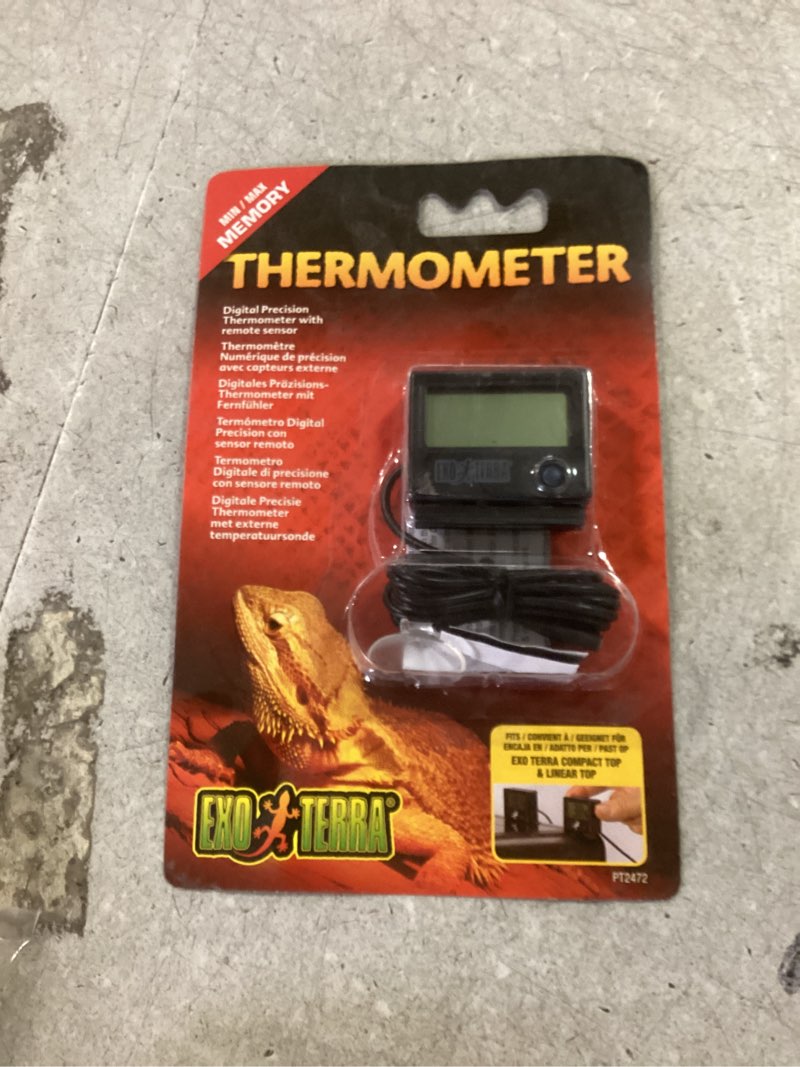 MIN / MAX
MEMORY
THERMOMETER
Digital Precision
Thermometer with
remote sensor
Thermomètre
Numérique de précision
avec capteurs externe
Digitales Präzisions-
Thermometer mit
Fernfühler
Termómetro Digital
Precision con
sensor remoto
Termometro
Digitale di precisione
con sensore remoto
Digitale Precisie
Thermometer
met externe
temperatuursonde
EXO TERRA
FITS / CONVIENT À / GEEIGNET FÜR
ENCAJA EN / ADATTO PER / PAST OP
EXO TERRA COMPACT TOP
& LINEAR TOP
EXO TERRA®
PT2472